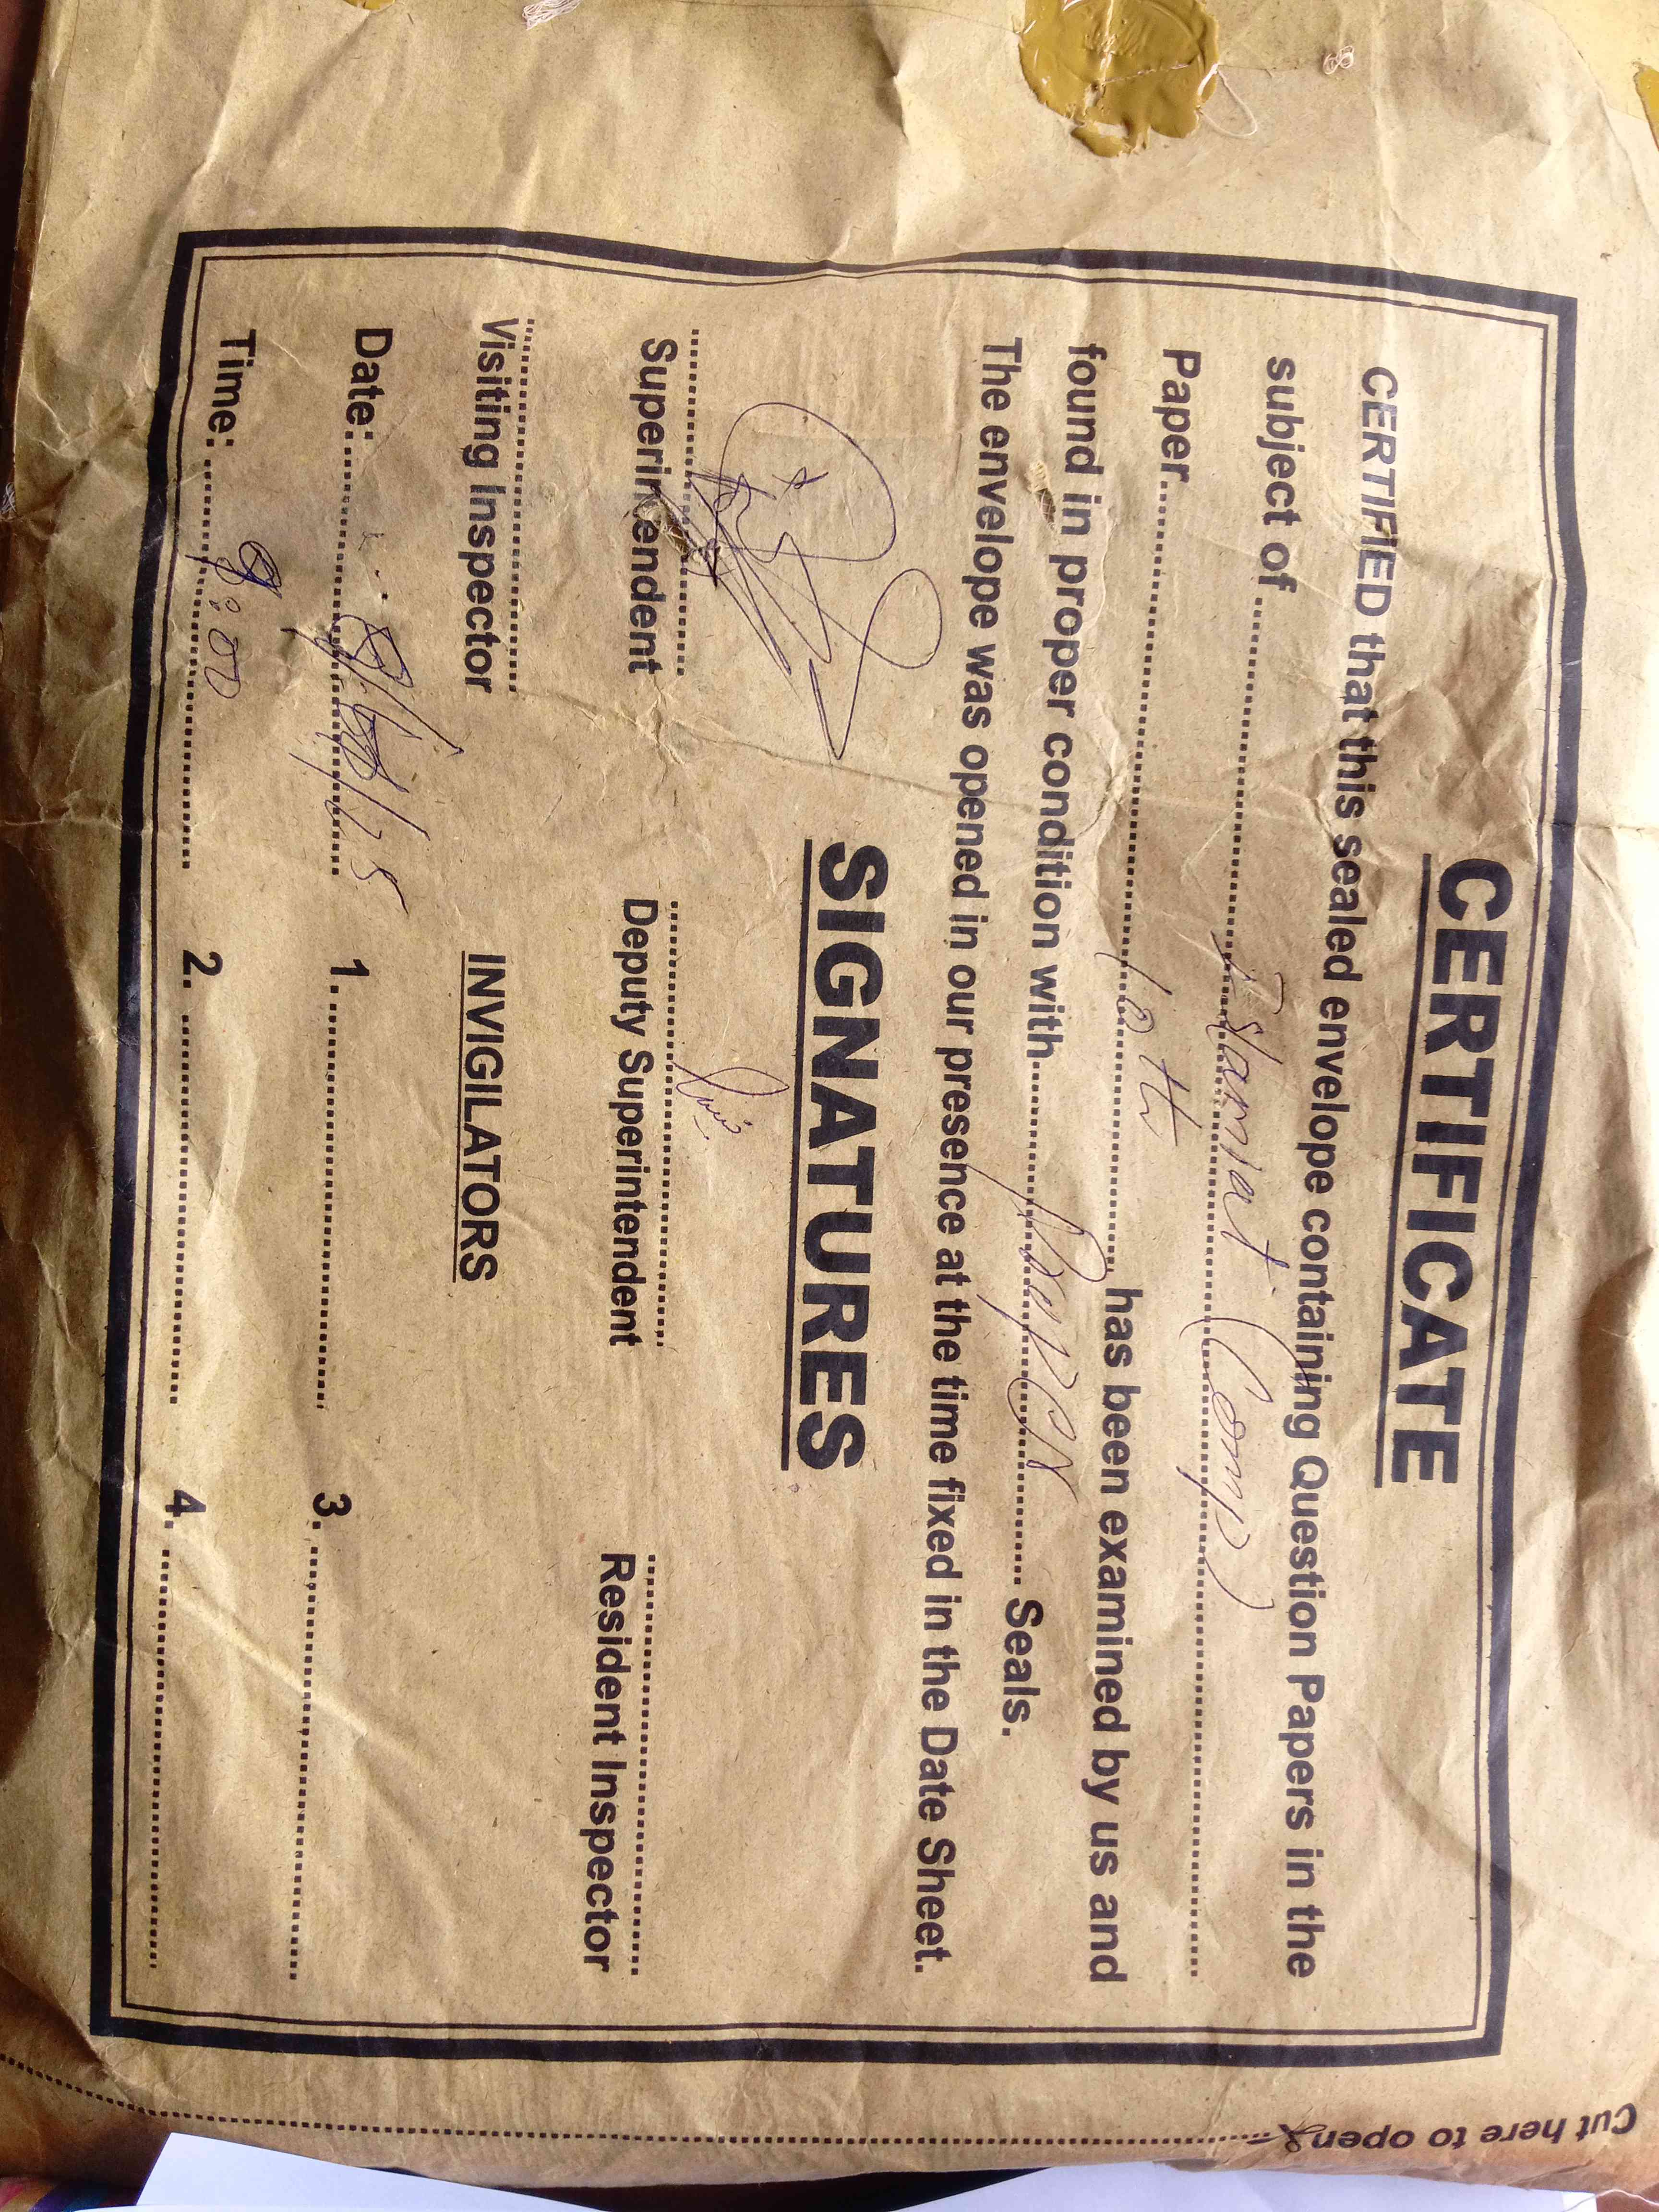 CERTIFICATE
CERTIFIED that this sealed envelope containing Question Papers in the
subject of.......... Islamiat (Comp)
Paper.......... 10th .......... has been examined by us and
found in proper condition with.......... Paper .......... Seals.
The envelope was opened in our presence at the time fixed in the Date Sheet.
SIGNATURES
Superintendent Deputy Superintendent Resident Inspector
Visiting Inspector INVIGILATORS
Date: 1. 3.
Time: 2. 4.
Cut here to open